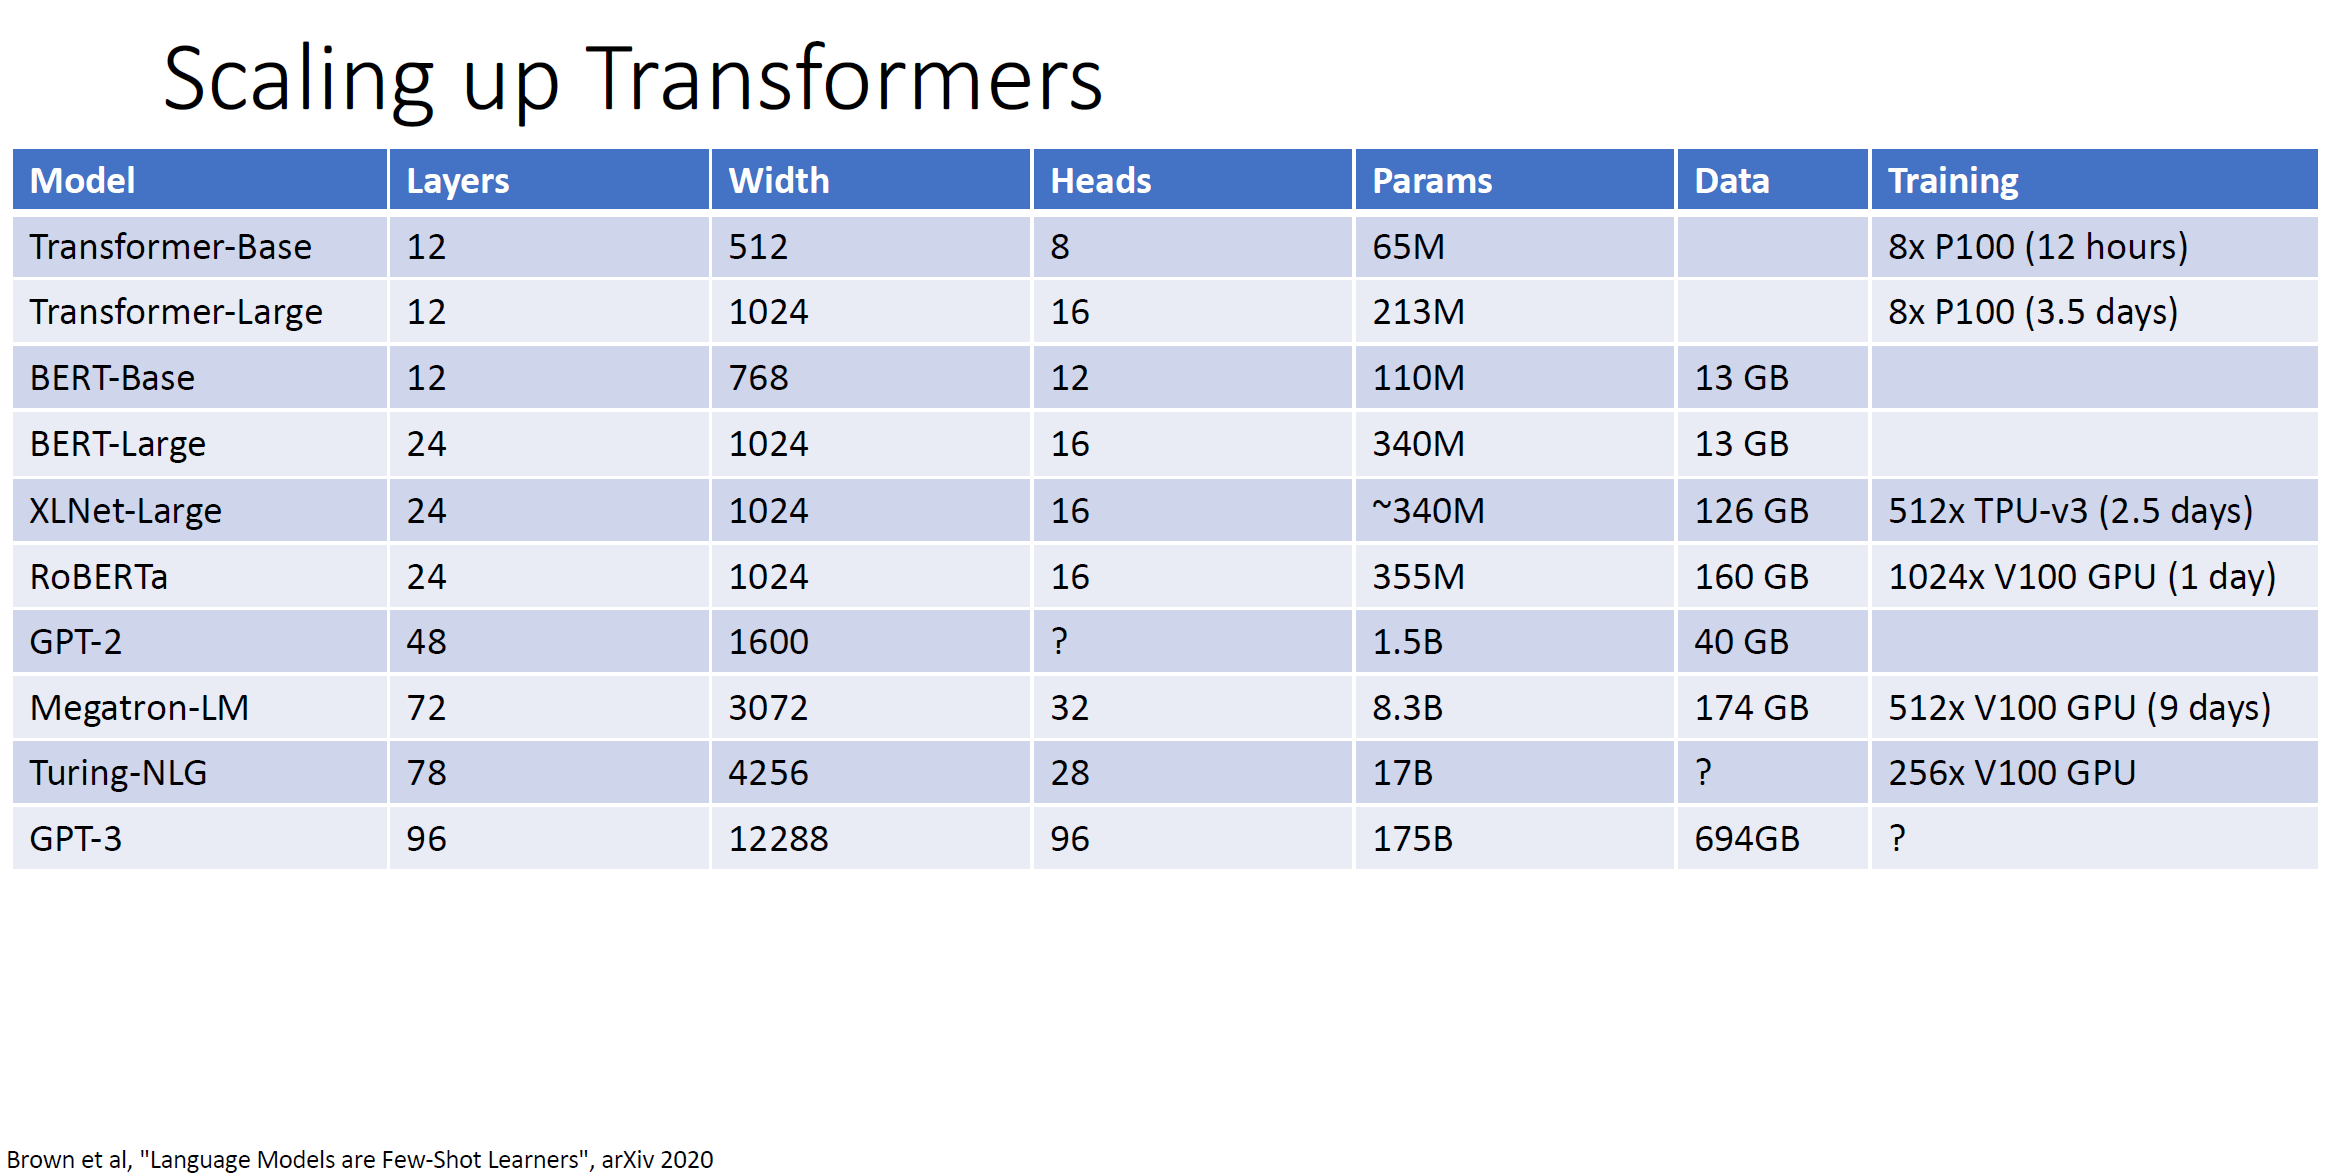 Scaling up Transformers
Model Layers Width Heads Params Data Training
Transformer-Base 12 512 8 65M 8x P100 (12 hours)
Transformer-Large 12 1024 16 213M 8x P100 (3.5 days)
BERT-Base 12 768 12 110M 13 GB
BERT-Large 24 1024 16 340M 13 GB
XLNet-Large 24 1024 16 ~340M 126 GB 512x TPU-v3 (2.5 days)
RoBERTa 24 1024 16 355M 160 GB 1024x V100 GPU (1 day)
GPT-2 48 1600 ? 1.5B 40 GB
Megatron-LM 72 3072 32 8.3B 174 GB 512x V100 GPU (9 days)
Turing-NLG 78 4256 28 17B ? 256x V100 GPU
GPT-3 96 12288 96 175B 694GB ?
Brown et al, "Language Models are Few-Shot Learners", arXiv 2020